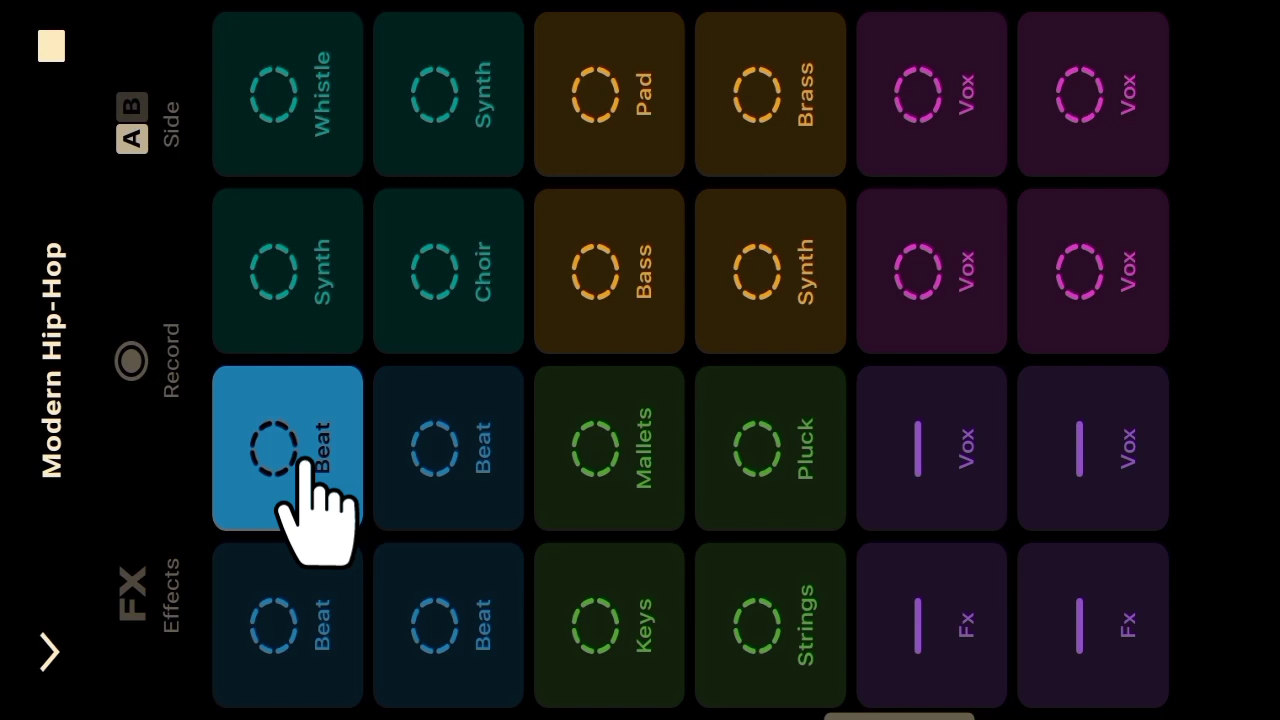 Modern Hip-Hop
FX A B
Effects Record Side
Beat Beat Synth Whistle
Beat Beat Choir Synth
Keys Mallets Bass Pad
Strings Pluck Synth Brass
Fx Vox Vox Vox
Fx Vox Vox Vox